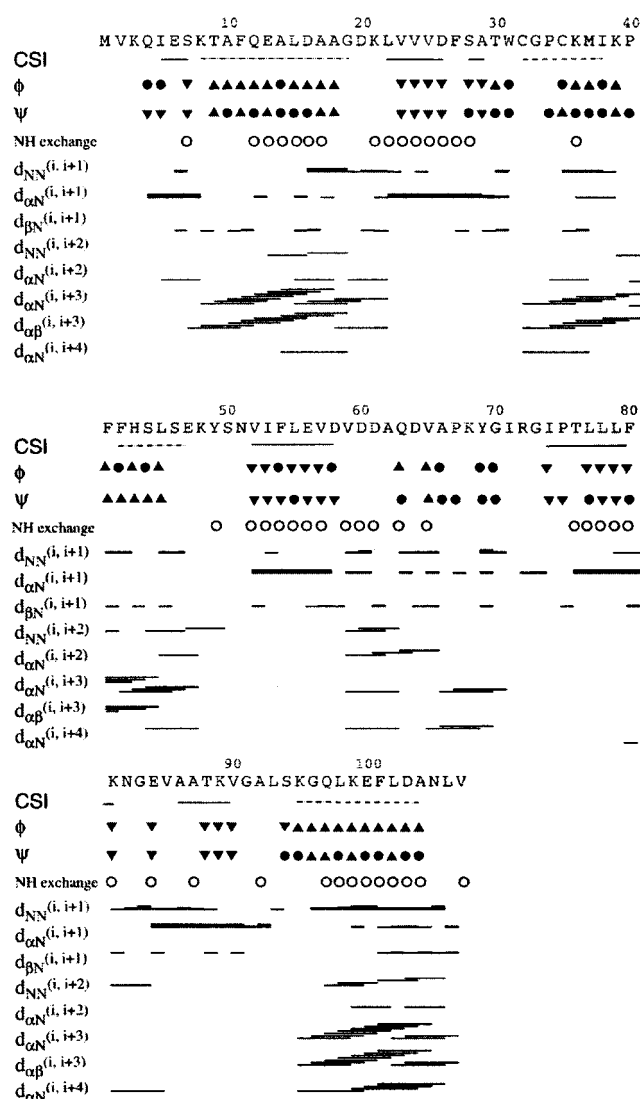 10 20 30 40
MVKQIESKTAFQEALDAAGDKLVVVDFSATWCGPCKMIKP
CSI
ϕ
ψ
NH exchange
dNN(i, i+1)
dαN(i, i+1)
dβN(i, i+1)
dNN(i, i+2)
dαN(i, i+2)
dαN(i, i+3)
dαβ(i, i+3)
dαN(i, i+4)
50 60 70 80
FFHSLSEKYSNVIFLEVDVDDAQDVAPKYGIRGIPTLLLF
CSI
ϕ
ψ
NH exchange
dNN(i, i+1)
dαN(i, i+1)
dβN(i, i+1)
dNN(i, i+2)
dαN(i, i+2)
dαN(i, i+3)
dαβ(i, i+3)
dαN(i, i+4)
90 100
KNGEVAATKVGALSKGQLKEFLDANLV
CSI
ϕ
ψ
NH exchange
dNN(i, i+1)
dαN(i, i+1)
dβN(i, i+1)
dNN(i, i+2)
dαN(i, i+2)
dαN(i, i+3)
dαβ(i, i+3)
dαN(i, i+4)